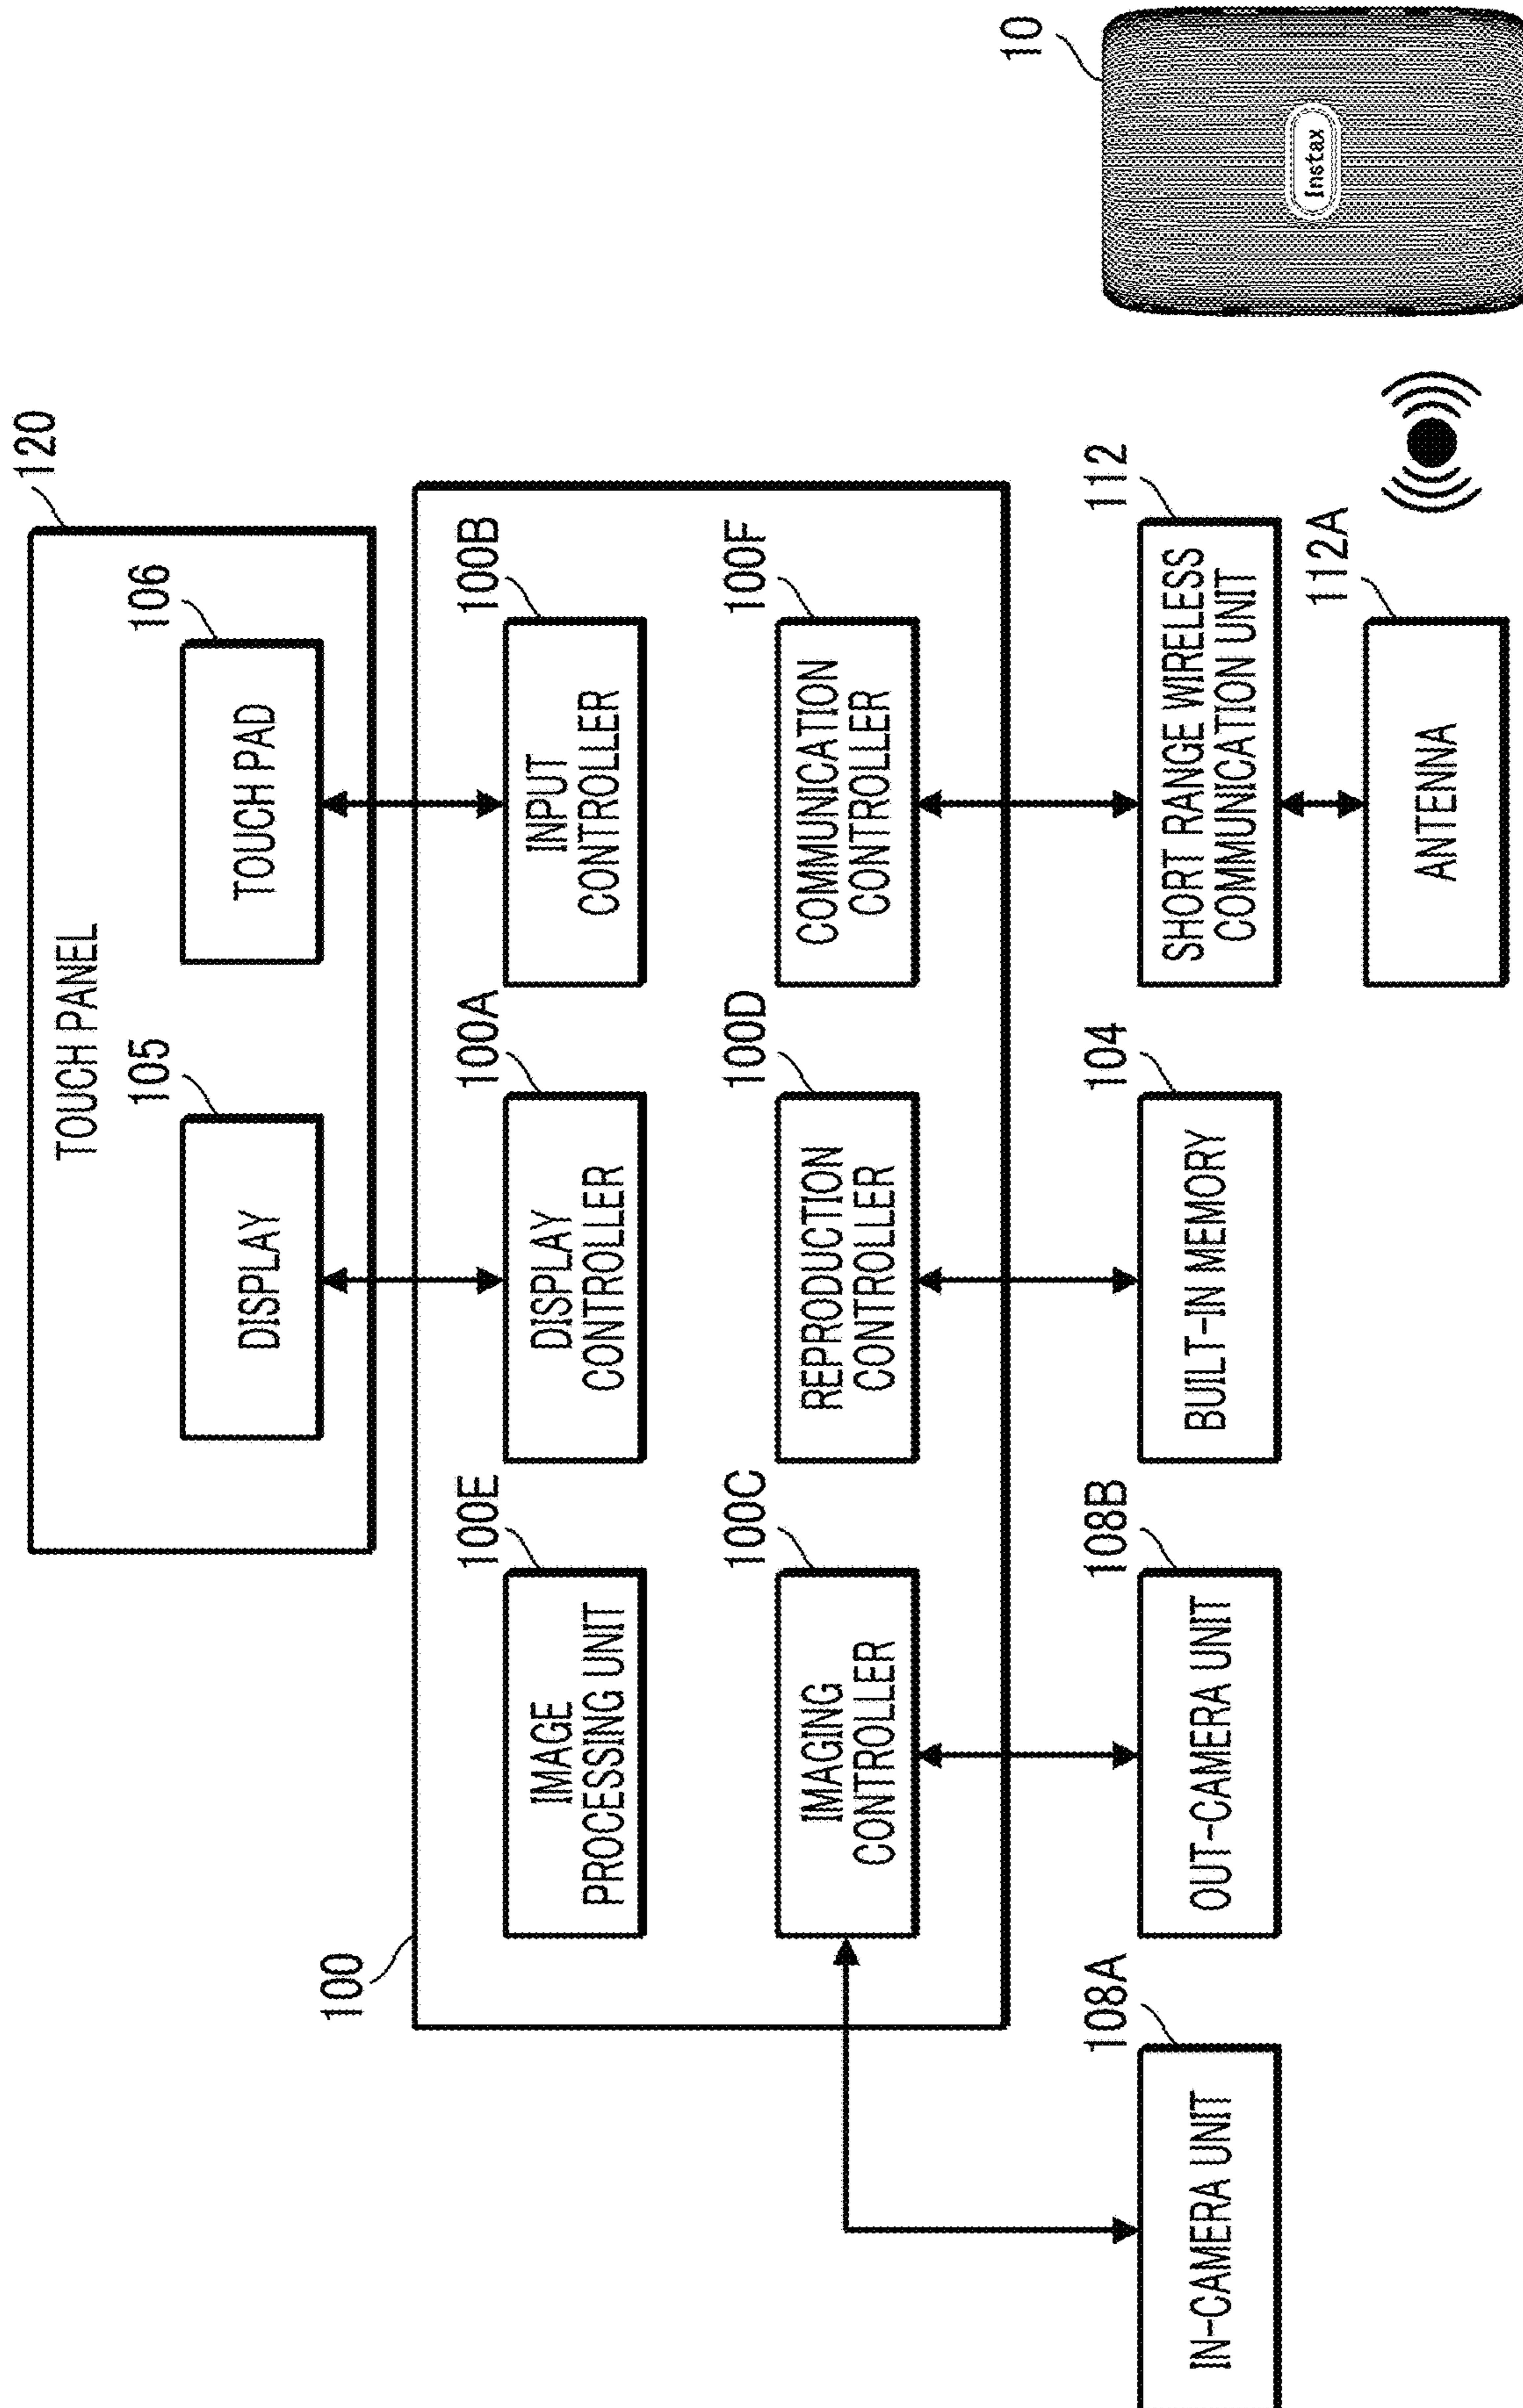 120
TOUCH PANEL
105
106
DISPLAY
TOUCH PAD
100
100E
100A
100B
IMAGE
PROCESSING UNIT
DISPLAY
CONTROLLER
INPUT
CONTROLLER
100C
100D
100F
IMAGING
CONTROLLER
REPRODUCTION
CONTROLLER
COMMUNICATION
CONTROLLER
108A
108B
104
112
10
IN-CAMERA UNIT
OUT-CAMERA UNIT
BUILT-IN MEMORY
SHORT RANGE WIRELESS
COMMUNICATION UNIT
Instax
112A
ANTENNA